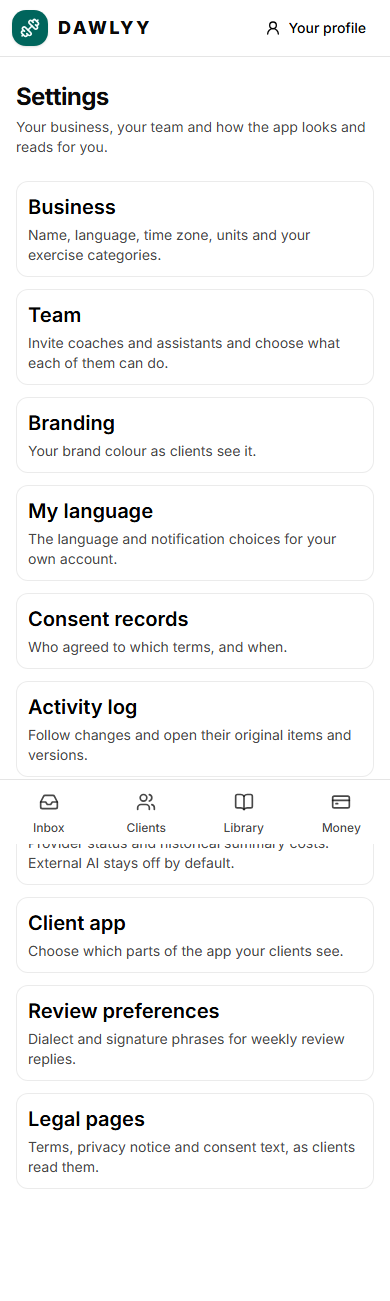 DAWLYY
Your profile
Settings
Your business, your team and how the app looks and
reads for you.
Business
Name, language, time zone, units and your
exercise categories.
Team
Invite coaches and assistants and choose what
each of them can do.
Branding
Your brand colour as clients see it.
My language
The language and notification choices for your
own account.
Consent records
Who agreed to which terms, and when.
Activity log
Follow changes and open their original items and
versions.
Inbox
Clients
Library
Money
Provider status and historical summary costs.
External AI stays off by default.
Client app
Choose which parts of the app your clients see.
Review preferences
Dialect and signature phrases for weekly review
replies.
Legal pages
Terms, privacy notice and consent text, as clients
read them.